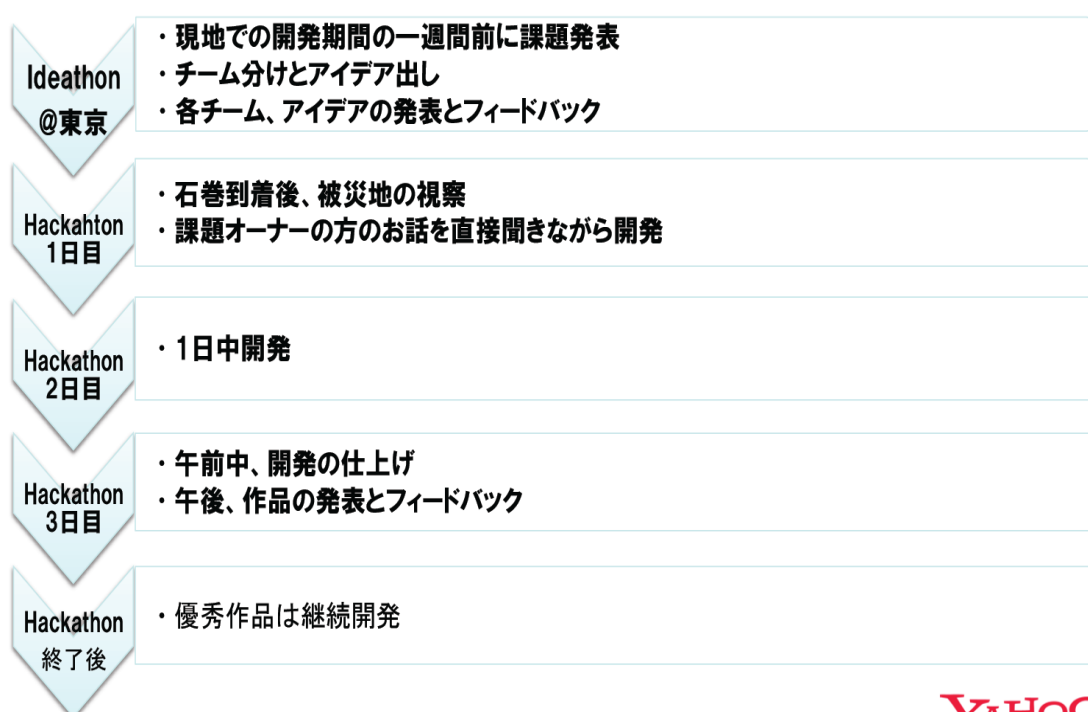 Ideathon
@東京
・現地での開発期間の一週間前に課題発表
・チーム分けとアイデア出し
・各チーム、アイデアの発表とフィードバック
Hackahton
1日目
・石巻到着後、被災地の視察
・課題オーナーの方のお話を直接聞きながら開発
Hackathon
2日目
・1日中開発
Hackathon
3日目
・午前中、開発の仕上げ
・午後、作品の発表とフィードバック
Hackathon
終了後
・優秀作品は継続開発